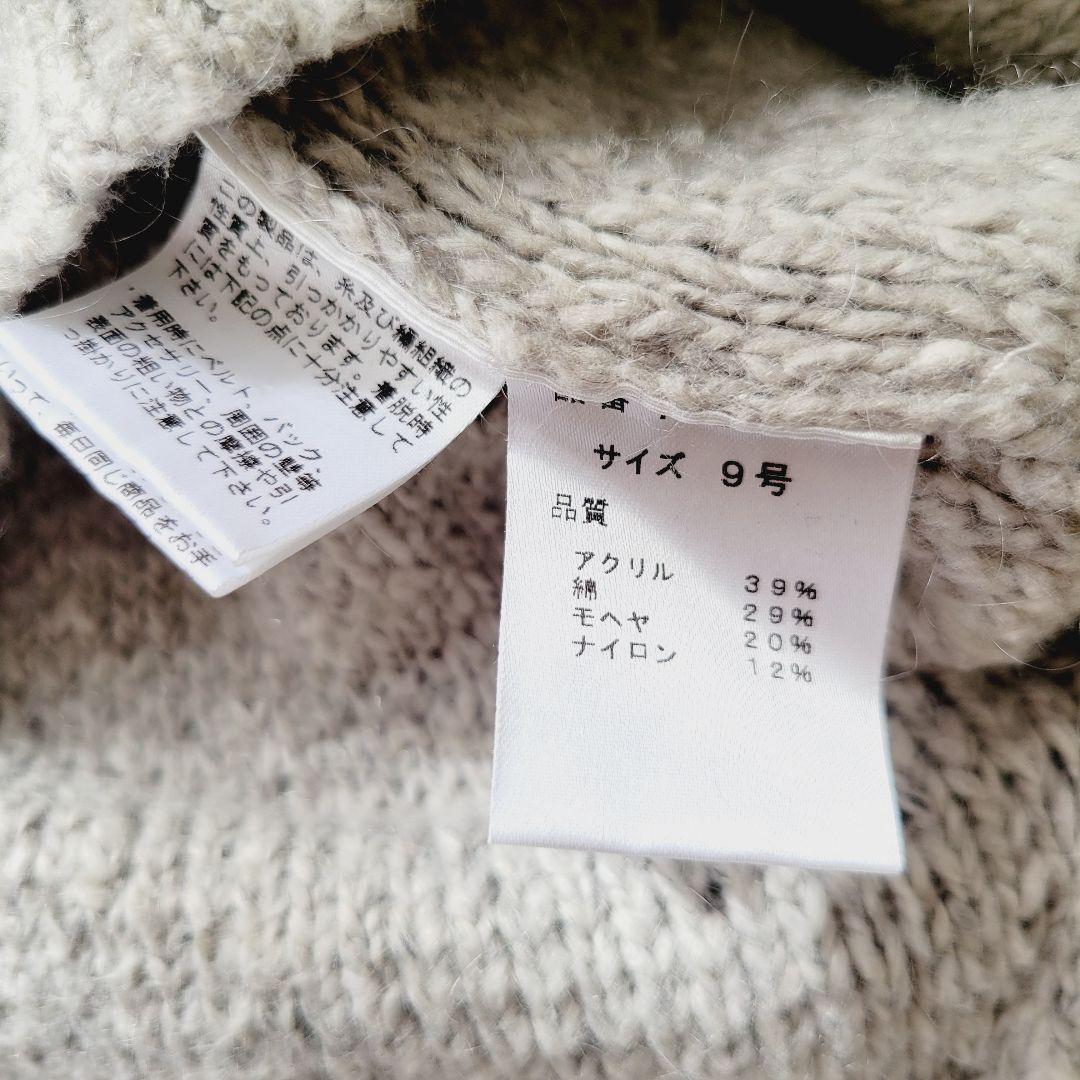 この製品は、糸及び編組織の
性質上、引っかかりやすい性
質をもっております。着脱時
には下記の点に十分注意して
下さい。
・着用時にベルト、バック、
アクセサリー、周囲の壁等
表面の粗い物との摩擦や引
っ掛かりに注意して下さい。
いって、毎日同じ商品をお手
サイズ 9号
品質
アクリル 39%
綿 29%
モヘヤ 20%
ナイロン 12%